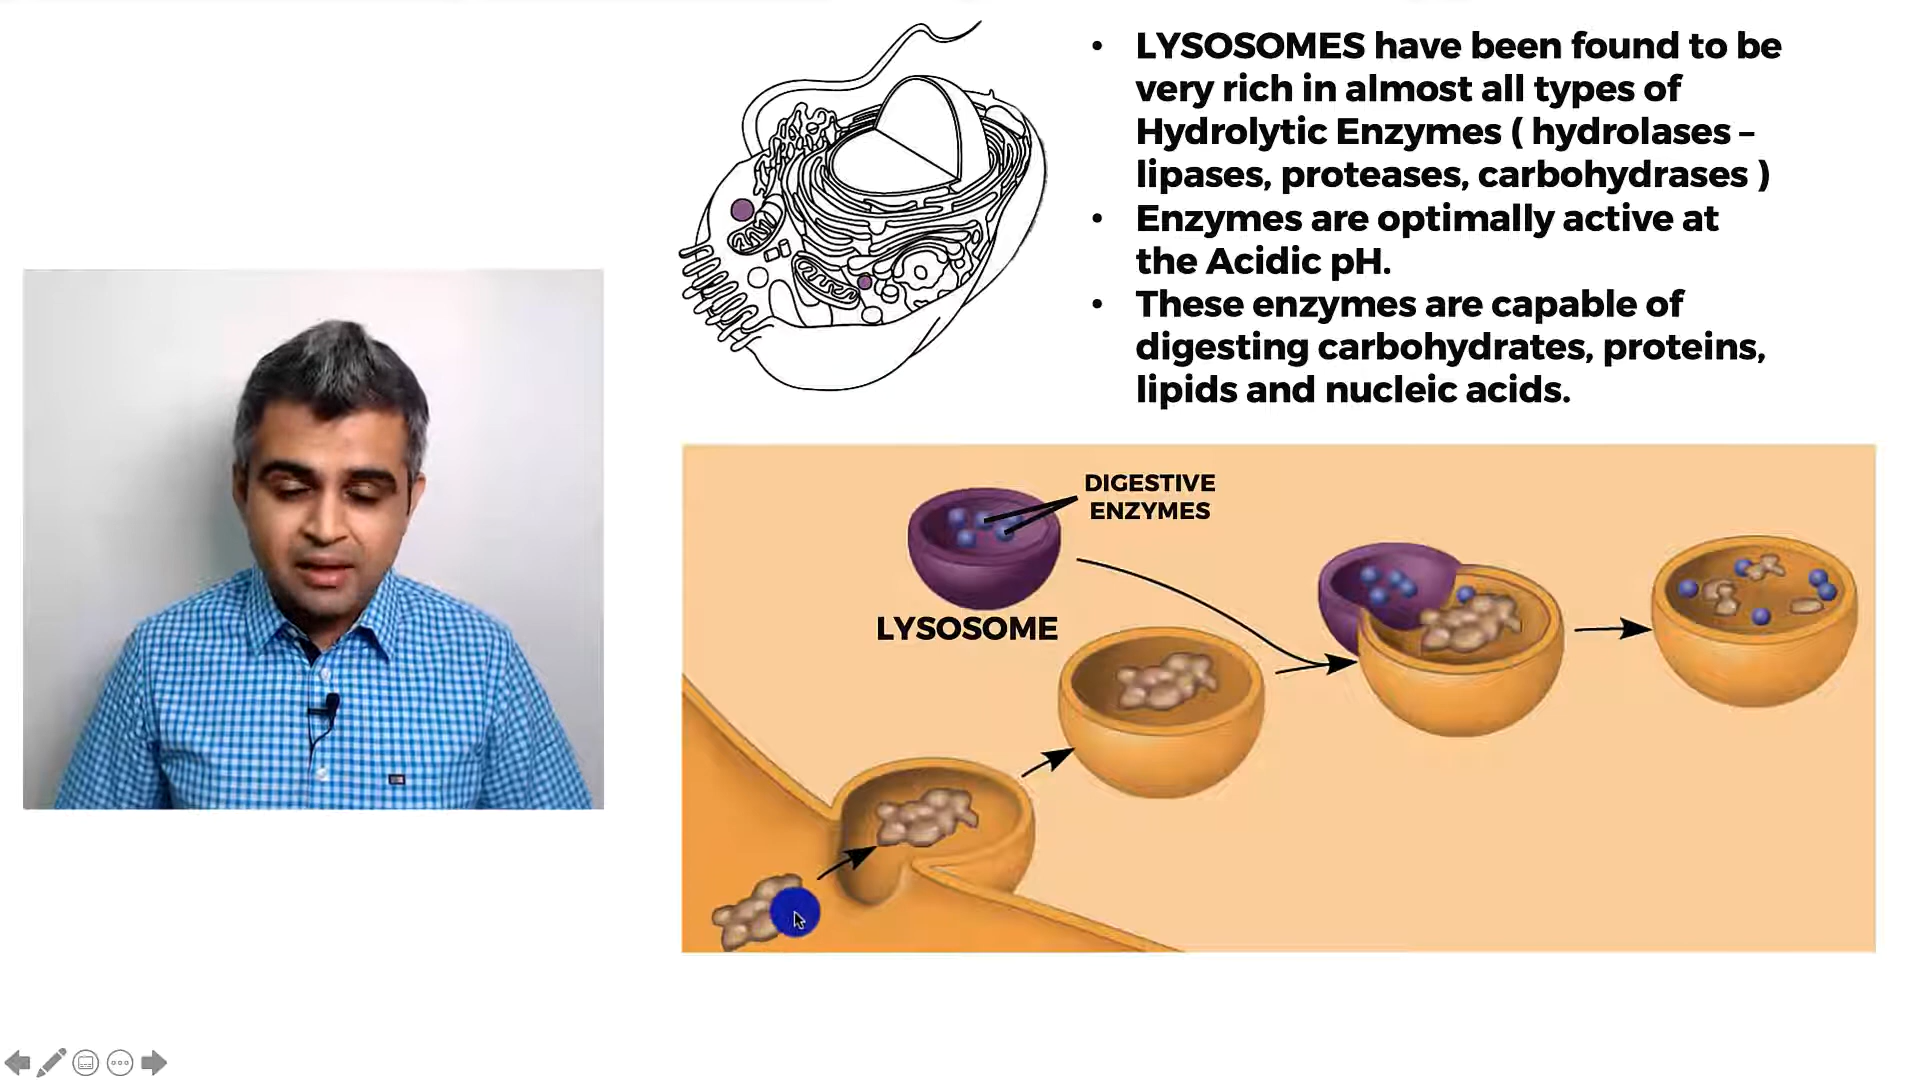 • LYSOSOMES have been found to be
very rich in almost all types of
Hydrolytic Enzymes ( hydrolases –
lipases, proteases, carbohydrases )
• Enzymes are optimally active at
the Acidic pH.
• These enzymes are capable of
digesting carbohydrates, proteins,
lipids and nucleic acids.
DIGESTIVE
ENZYMES
LYSOSOME